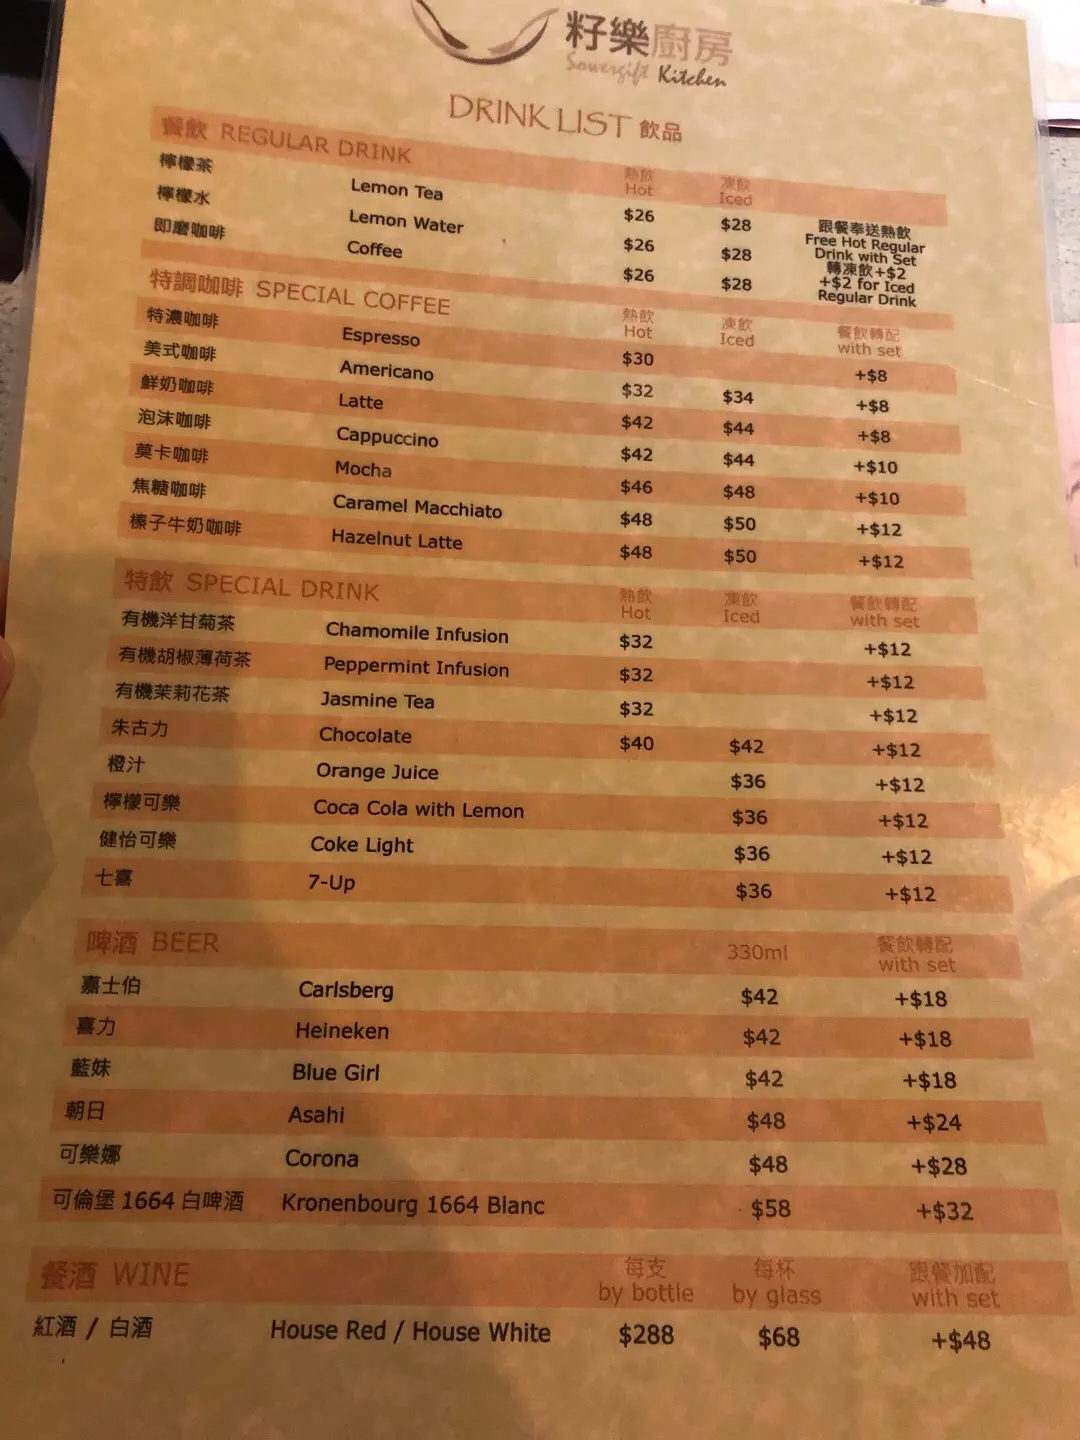 籽樂廚房
Sowergift Kitchen
DRINK LIST 飲品
餐飲 REGULAR DRINK 熱飲 Hot 凍飲 Iced
檸檬茶 Lemon Tea $26 $28
檸檬水 Lemon Water $26 $28
即磨咖啡 Coffee $26 $28
跟餐奉送熱飲
Free Hot Regular
Drink with Set
轉凍飲+$2
+$2 for Iced
Regular Drink
特調咖啡 SPECIAL COFFEE 熱飲 Hot 凍飲 Iced 餐飲轉配 with set
特濃咖啡 Espresso $30 +$8
美式咖啡 Americano $32 $34 +$8
鮮奶咖啡 Latte $42 $44 +$8
泡沫咖啡 Cappuccino $42 $44 +$10
莫卡咖啡 Mocha $46 $48 +$10
焦糖咖啡 Caramel Macchiato $48 $50 +$12
榛子牛奶咖啡 Hazelnut Latte $48 $50 +$12
特飲 SPECIAL DRINK 熱飲 Hot 凍飲 Iced 餐飲轉配 with set
有機洋甘菊茶 Chamomile Infusion $32 +$12
有機胡椒薄荷茶 Peppermint Infusion $32 +$12
有機茉莉花茶 Jasmine Tea $32 +$12
朱古力 Chocolate $40 $42 +$12
橙汁 Orange Juice $36 +$12
檸檬可樂 Coca Cola with Lemon $36 +$12
健怡可樂 Coke Light $36 +$12
七喜 7-Up $36 +$12
啤酒 BEER 330ml 餐飲轉配 with set
嘉士伯 Carlsberg $42 +$18
喜力 Heineken $42 +$18
藍妹 Blue Girl $42 +$18
朝日 Asahi $48 +$24
可樂娜 Corona $48 +$28
可倫堡 1664 白啤酒 Kronenbourg 1664 Blanc $58 +$32
餐酒 WINE 每支 by bottle 每杯 by glass 跟餐加配 with set
紅酒 / 白酒 House Red / House White $288 $68 +$48